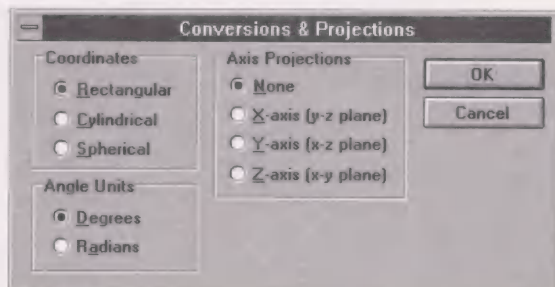 Conversions & Projections
Coordinates
Rectangular
Cylindrical
Spherical
Angle Units
Degrees
Radians
Axis Projections
None
X-axis (y-z plane)
Y-axis (x-z plane)
Z-axis (x-y plane)
OK
Cancel